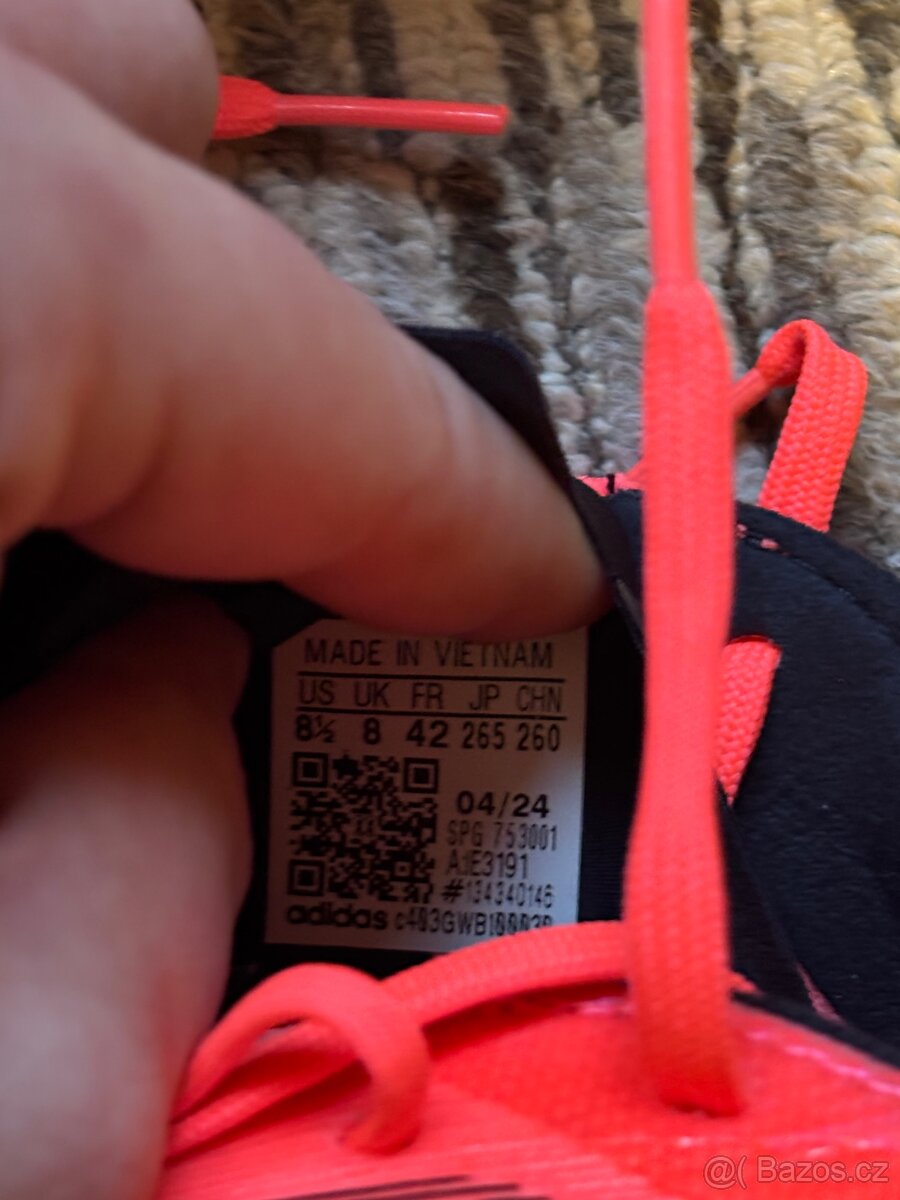 MADE IN VIETNAM
US UK FR JP CHN
8½ 8 42 265 260
04/24
SPG 753001
#134340146
adidas
@( Bazos.cz